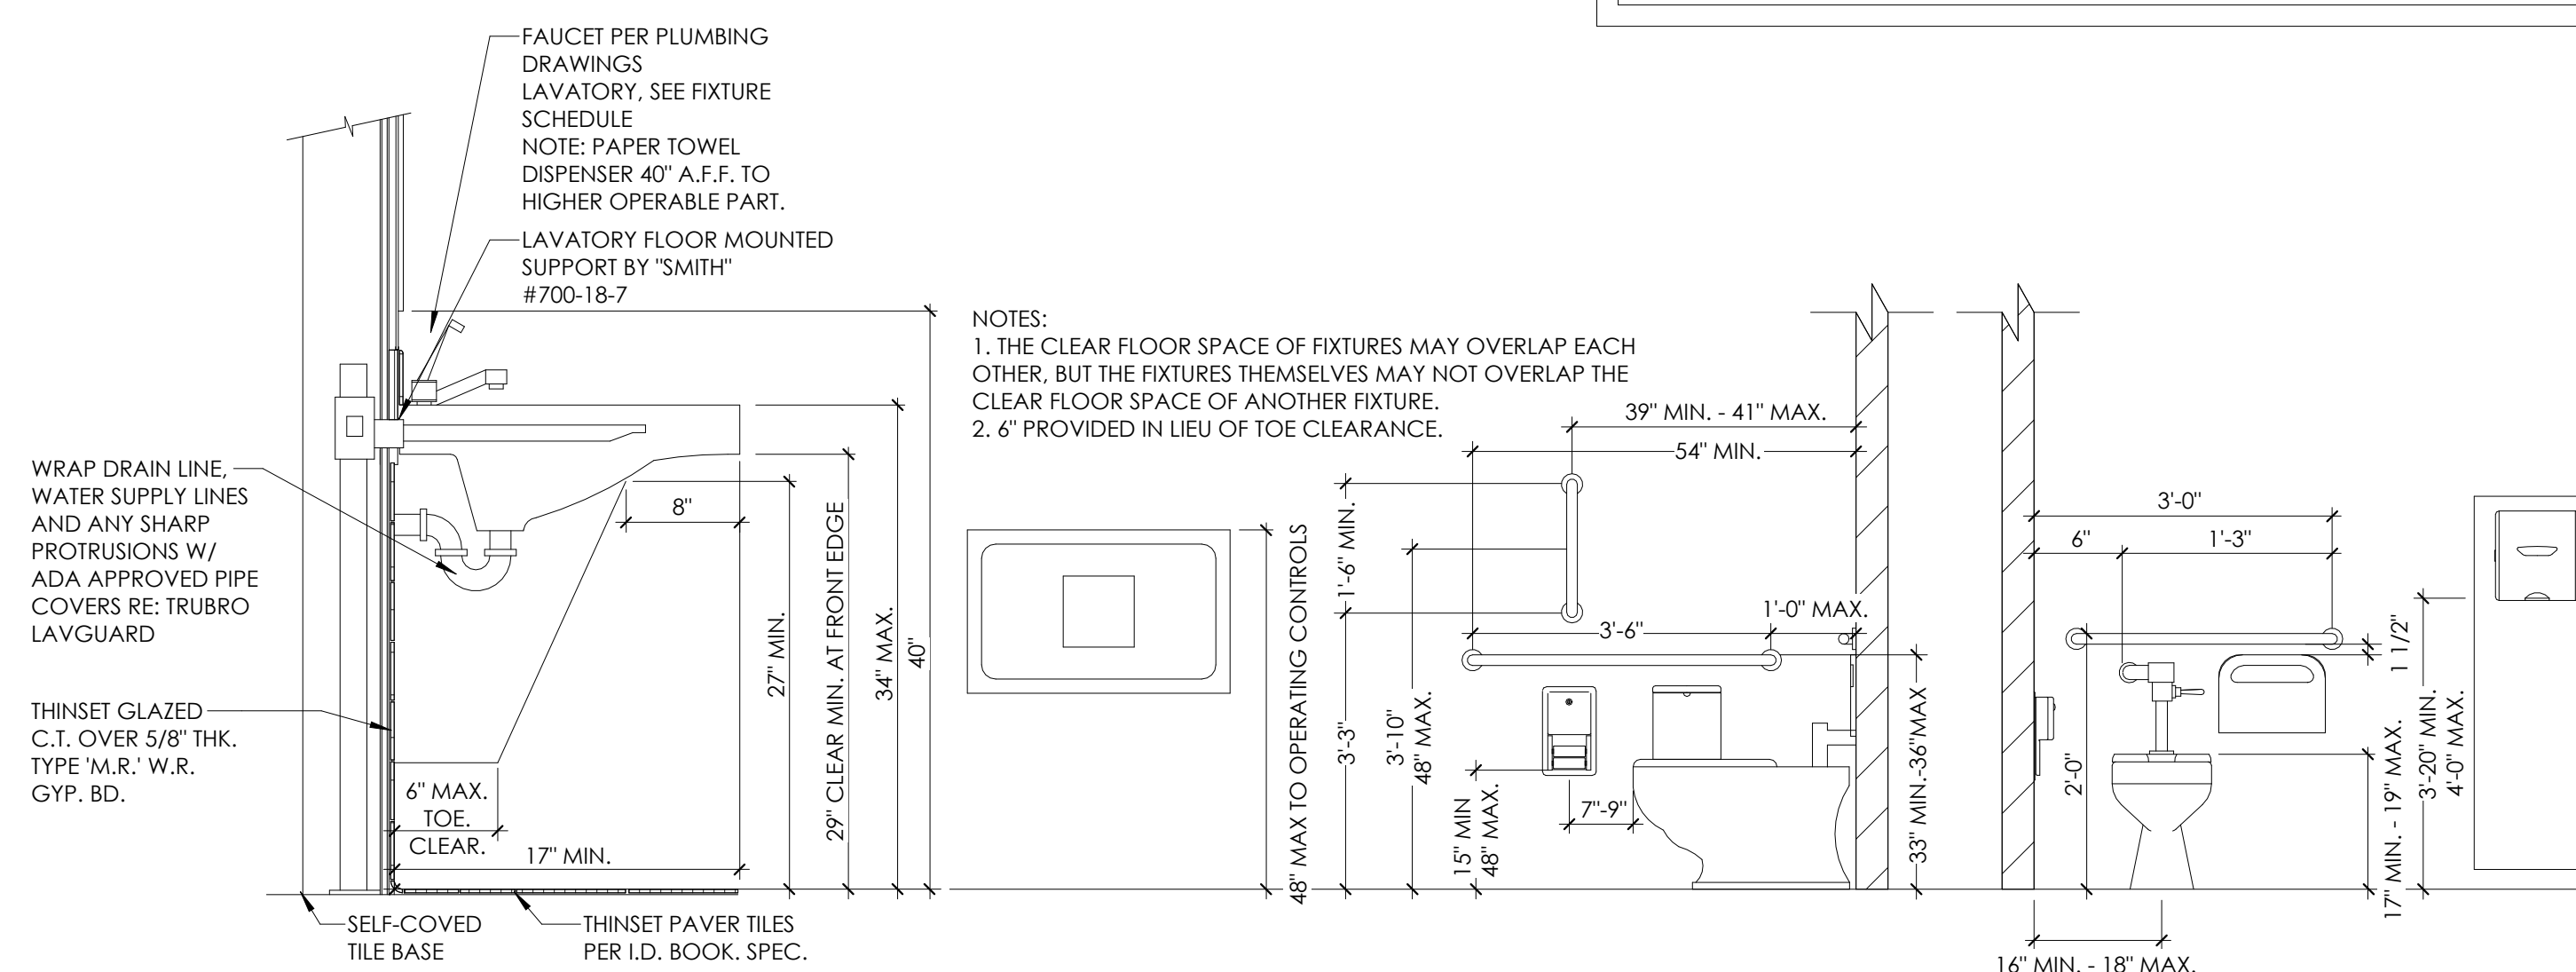 FAUCET PER PLUMBING
DRAWINGS
LAVATORY, SEE FIXTURE
SCHEDULE
NOTE: PAPER TOWEL
DISPENSER 40" A.F.F. TO
HIGHER OPERABLE PART.
LAVATORY FLOOR MOUNTED
SUPPORT BY "SMITH"
#700-18-7
WRAP DRAIN LINE,
WATER SUPPLY LINES
AND ANY SHARP
PROTRUSIONS W/
ADA APPROVED PIPE
COVERS RE: TRUBRO
LAVGUARD
THINSET GLAZED
C.T. OVER 5/8" THK.
TYPE 'M.R.' W.R.
GYP. BD.
8"
6" MAX.
TOE.
CLEAR.
17" MIN.
27" MIN.
29" CLEAR MIN. AT FRONT EDGE
34" MAX.
40"
SELF-COVED
TILE BASE
THINSET PAVER TILES
PER I.D. BOOK. SPEC.
NOTES:
1. THE CLEAR FLOOR SPACE OF FIXTURES MAY OVERLAP EACH
OTHER, BUT THE FIXTURES THEMSELVES MAY NOT OVERLAP THE
CLEAR FLOOR SPACE OF ANOTHER FIXTURE.
2. 6" PROVIDED IN LIEU OF TOE CLEARANCE.
48" MAX TO OPERATING CONTROLS
39" MIN. - 41" MAX.
54" MIN.
1'-6" MIN.
3'-3"
3'-10"
48" MAX.
1'-0" MAX.
3'-6"
15" MIN
48" MAX.
7"-9"
33" MIN.-36"MAX
3'-0"
6"
1'-3"
2'-0"
1 1/2"
17" MIN. - 19" MAX.
3'-20" MIN.
4'-0" MAX.
16" MIN. - 18" MAX.